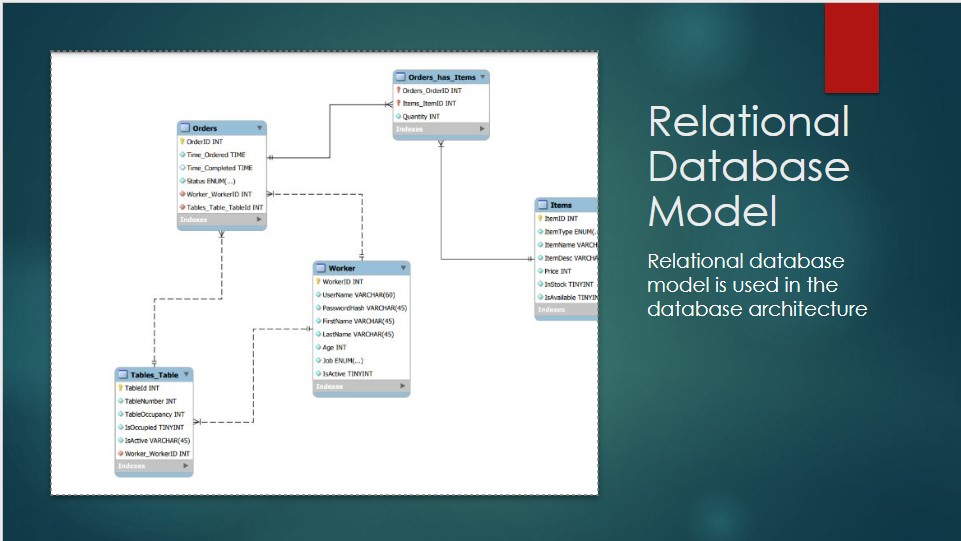 Orders_has_Items
Orders_OrderID INT
Items_ItemID INT
Quantity INT
Indexes
Orders
OrderID INT
Time_Ordered TIME
Time_Completed TIME
Status ENUM(...)
Worker_WorkerID INT
Tables_Table_TableId INT
Indexes
Items
ItemID INT
ItemType ENUM(.
ItemName VARCH
ItemDesc VARCHA
Price INT
InStock TINYINT
IsAvailable TINYIN
Indexes
Worker
WorkerID INT
UserName VARCHAR(60)
PasswordHash VARCHAR(45)
FirstName VARCHAR(45)
LastName VARCHAR(45)
Age INT
Job ENUM(...)
IsActive TINYINT
Indexes
Tables_Table
TableId INT
TableNumber INT
TableOccupancy INT
IsOccupied TINYINT
IsActive VARCHAR(45)
Worker_WorkerID INT
Indexes
Relational
Database
Model
Relational database
model is used in the
database architecture